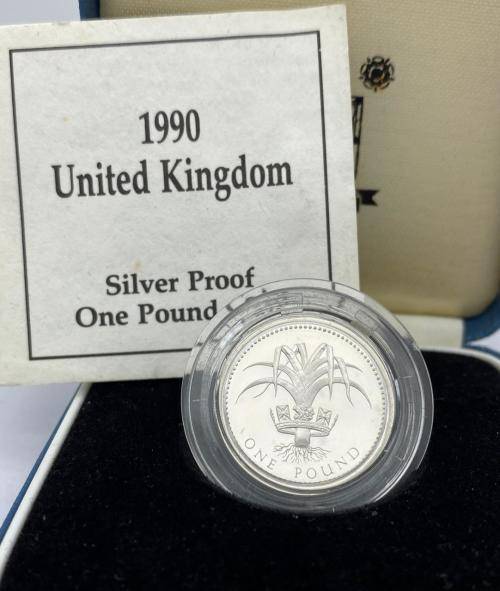 1990
United Kingdom
Silver Proof
One Pound
ONE POUND